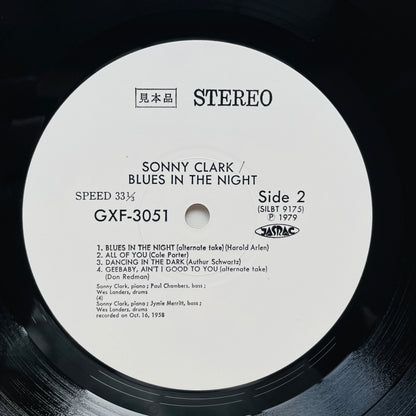 見本品 STEREO
SONNY CLARK /
BLUES IN THE NIGHT
SPEED 33⅓
GXF-3051
Side 2
(SILBT 9175)
Ⓟ 1979
JASRAC
1. BLUES IN THE NIGHT (alternate take) (Harold Arlen)
2. ALL OF YOU (Cole Porter)
3. DANCING IN THE DARK (Authur Schwartz)
4. GEEBABY, AIN'T I GOOD TO YOU (alternate take)
(Don Redman)
Sonny Clark, piano ; Paul Chambers, bass ;
Wes Landers, drums
(4)
Sonny Clark, piano ; Jymie Merritt, bass ;
Wes Landers, drums
recorded on Oct. 16, 1958